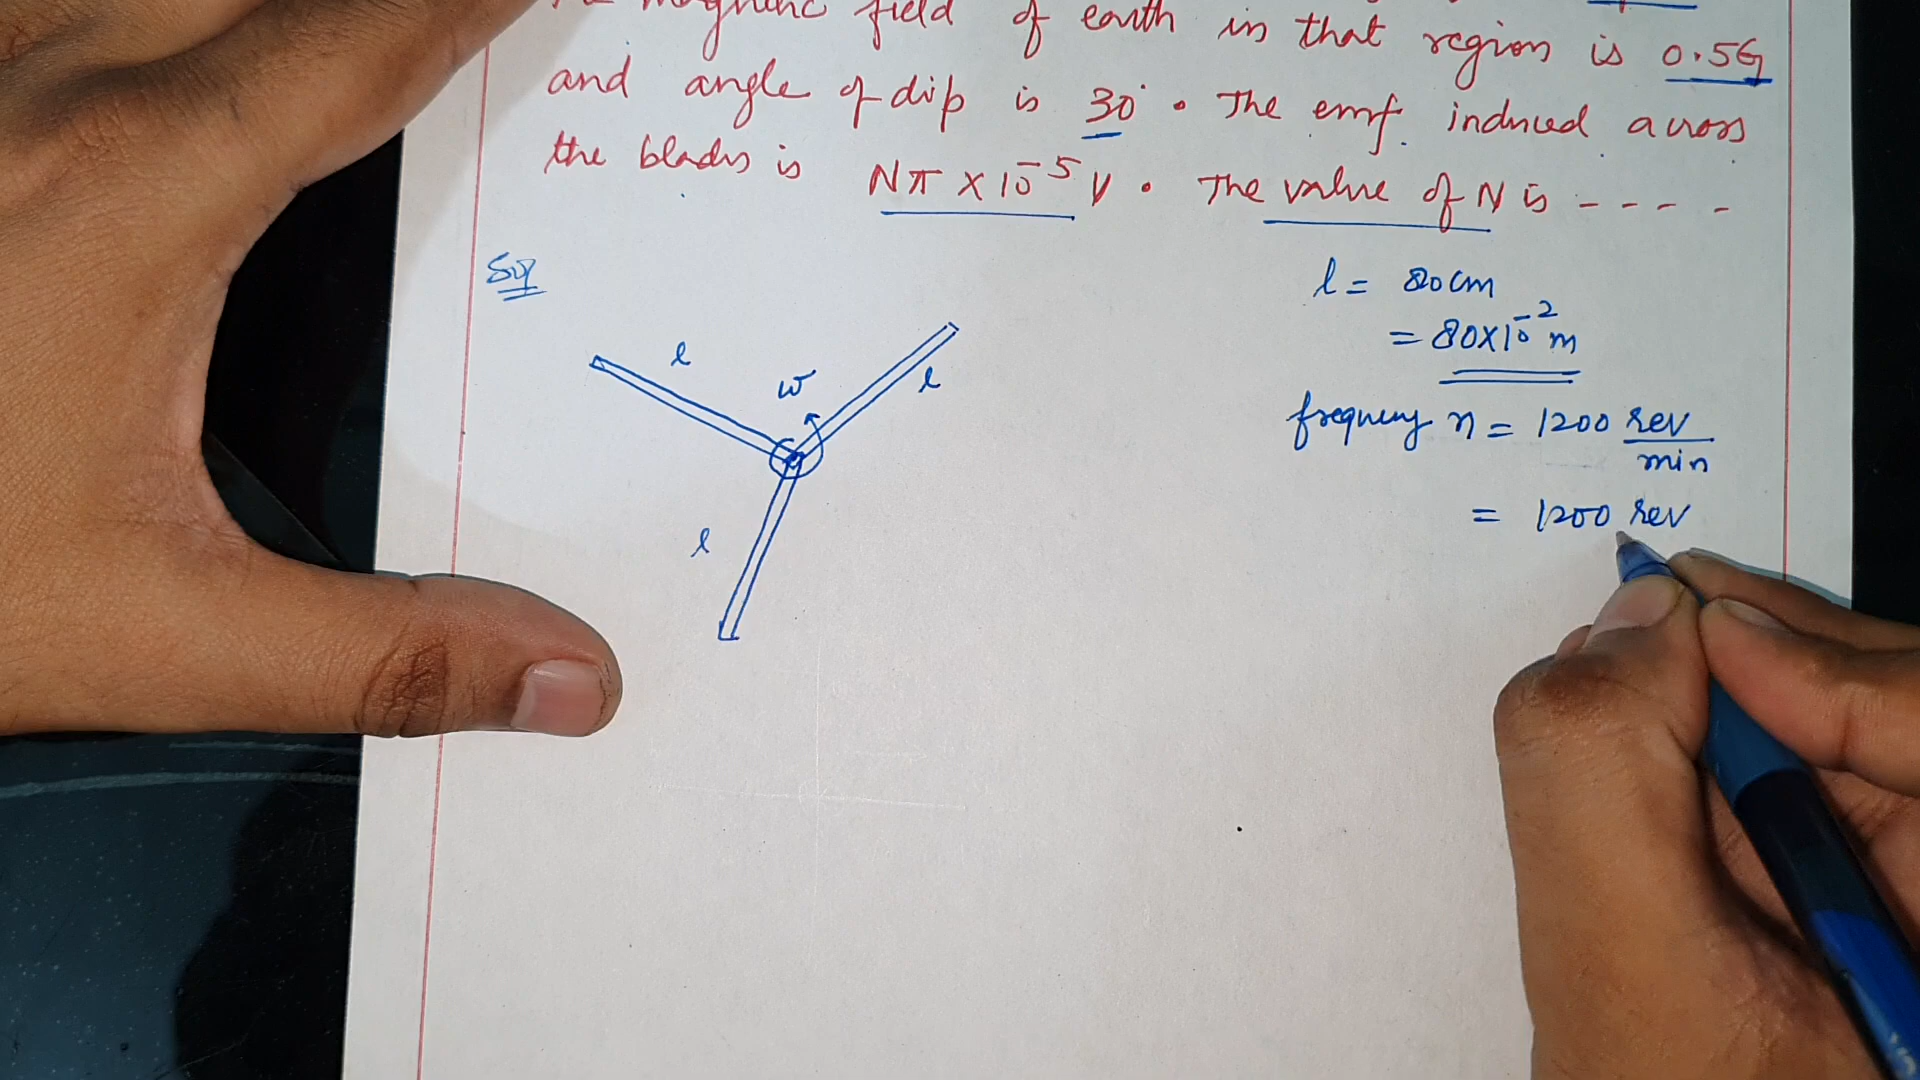 magnetic field of earth in that region is 0.5G
and angle of dip is 30°. The emf induced across
the blades is Nπ × 10⁻⁵ V. The value of N is - - - -
Sol
l = 80cm
= 80×10⁻² m
frequency n = 1200 rev/min
= 1200 rev
l
ω
l
l